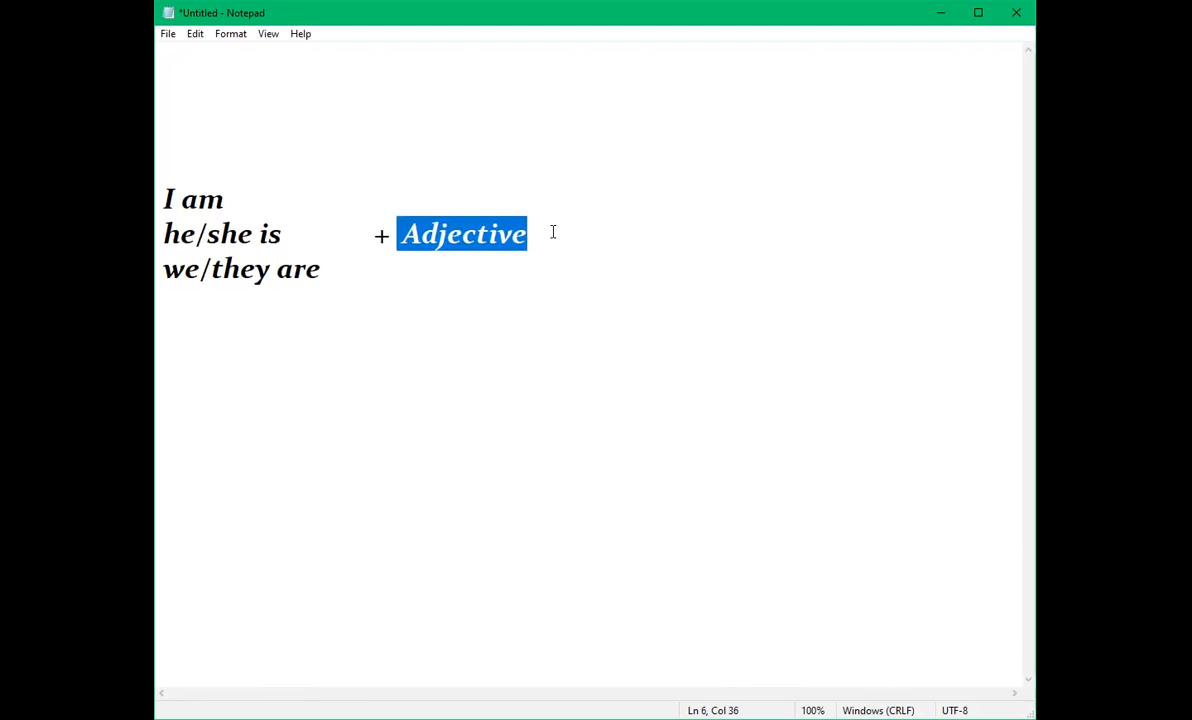 *Untitled - Notepad
File Edit Format View Help
I am
he/she is + Adjective
we/they are
Ln 6, Col 36 100% Windows (CRLF) UTF-8